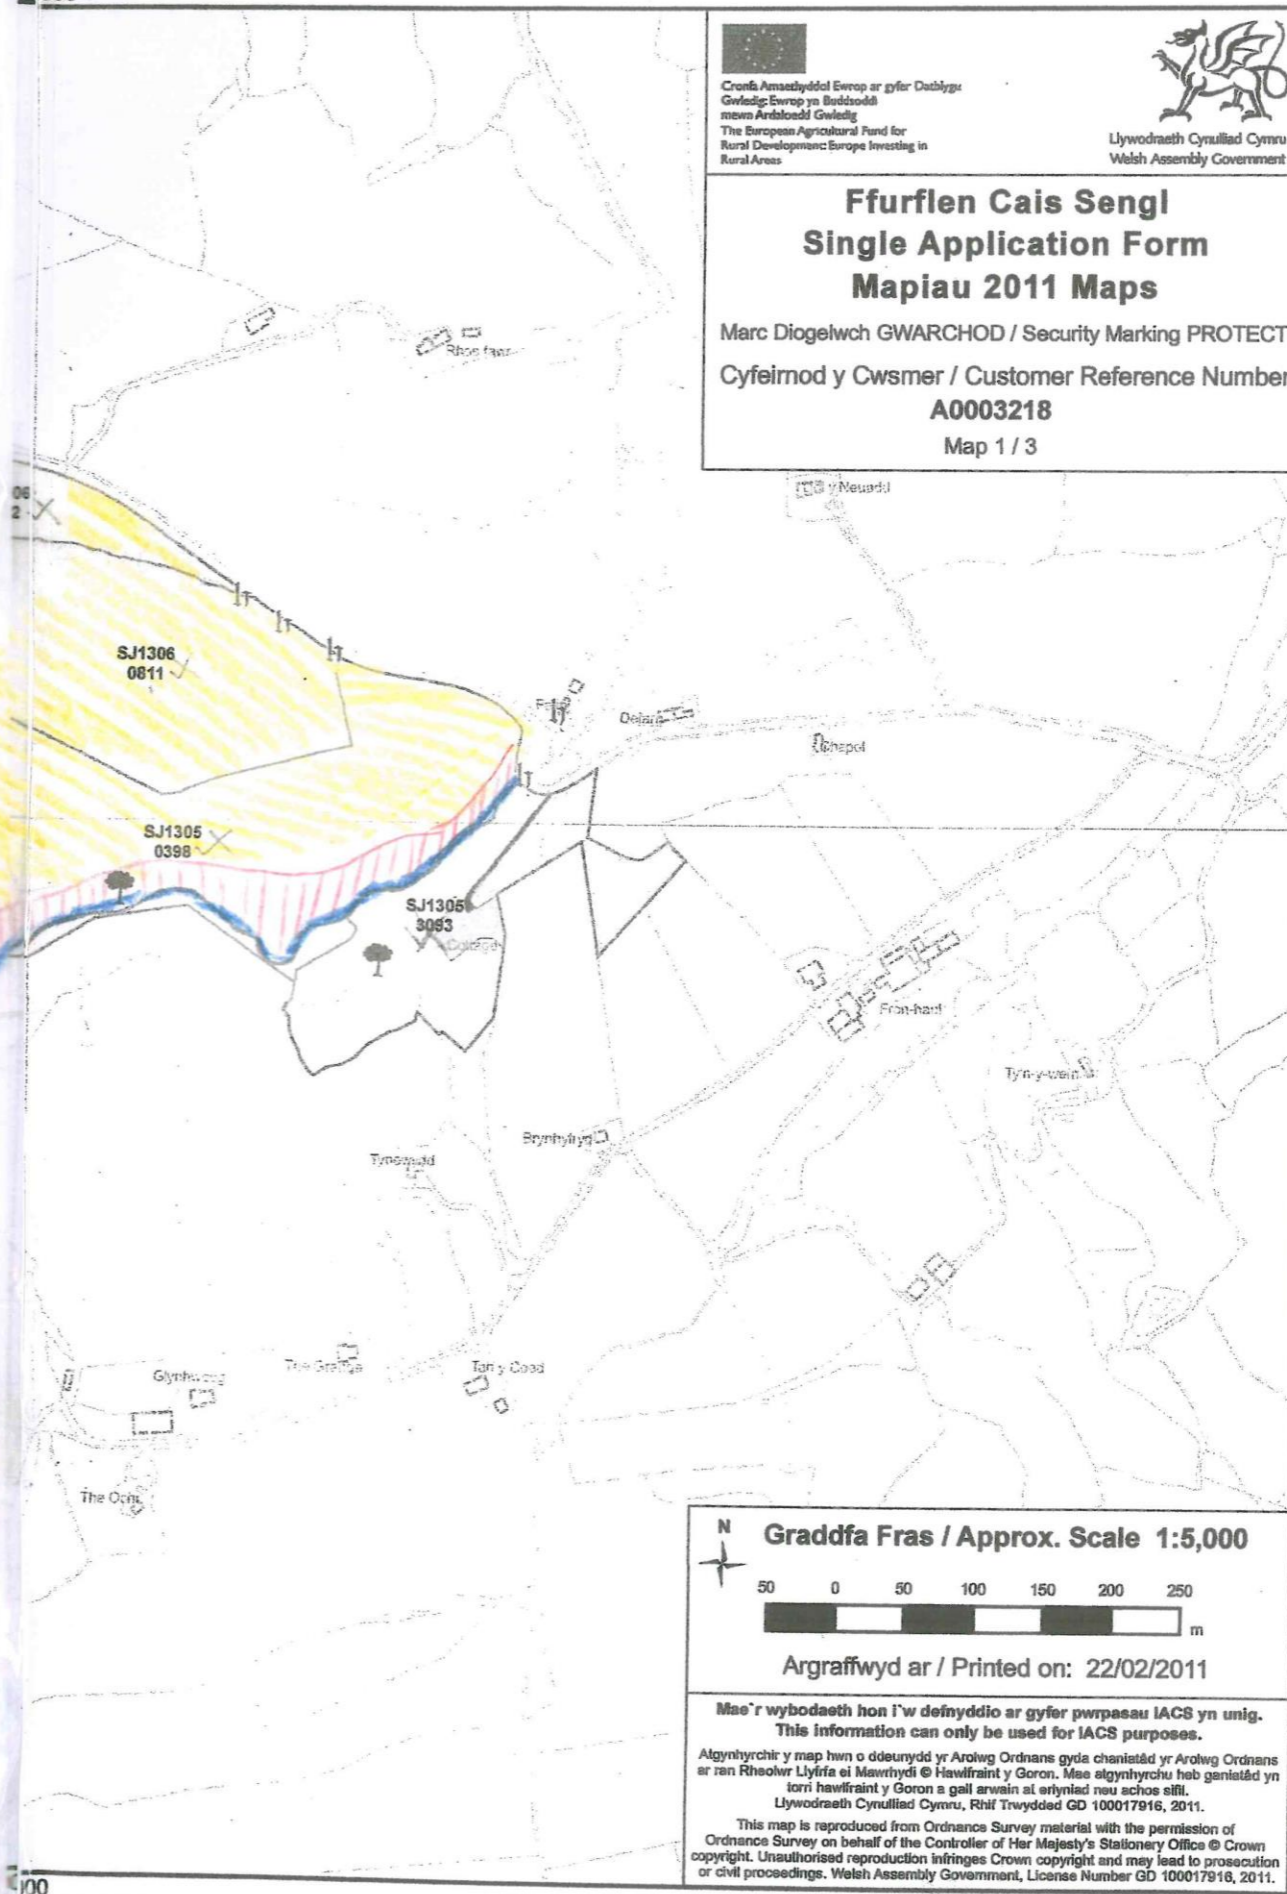 Cronfa Amaethyddol Ewrop ar gyfer Datblygu
Gwledig: Ewrop yn Buddsoddi
mewn Ardaloedd Gwledig
The European Agricultural Fund for
Rural Development: Europe Investing in
Rural Areas
Llywodraeth Cynulliad Cymru
Welsh Assembly Government
Ffurflen Cais Sengl
Single Application Form
Mapiau 2011 Maps
Marc Diogelwch GWARCHOD / Security Marking PROTECT
Cyfeirnod y Cwsmer / Customer Reference Number
A0003218
Map 1 / 3
Rhos fawr
y Neuadd
06
2
SJ1306
0811
Chapel
SJ1305
0398
SJ1305
3093
Cottage
Fron-haul
Brynhyfryd
The Grange
Tan y Coed
The
N
Graddfa Fras / Approx. Scale 1:5,000
50 0 50 100 150 200 250
m
Argraffwyd ar / Printed on: 22/02/2011
Mae'r wybodaeth hon i'w defnyddio ar gyfer pwrpasau IACS yn unig.
This information can only be used for IACS purposes.
Atgynhyrchir y map hwn o ddeunydd yr Arolwg Ordnans gyda chaniatâd yr Arolwg Ordnans
ar ran Rheolwr Llyfrfa ei Mawrhydi © Hawlfraint y Goron. Mae atgynhyrchu heb ganiatâd yn
torri hawlfraint y Goron a gall arwain at erlyniad neu achos sifil.
Llywodraeth Cynulliad Cymru, Rhif Trwydded GD 100017916, 2011.
This map is reproduced from Ordnance Survey material with the permission of
Ordnance Survey on behalf of the Controller of Her Majesty's Stationery Office © Crown
copyright. Unauthorised reproduction infringes Crown copyright and may lead to prosecution
or civil proceedings. Welsh Assembly Government, License Number GD 100017916, 2011.